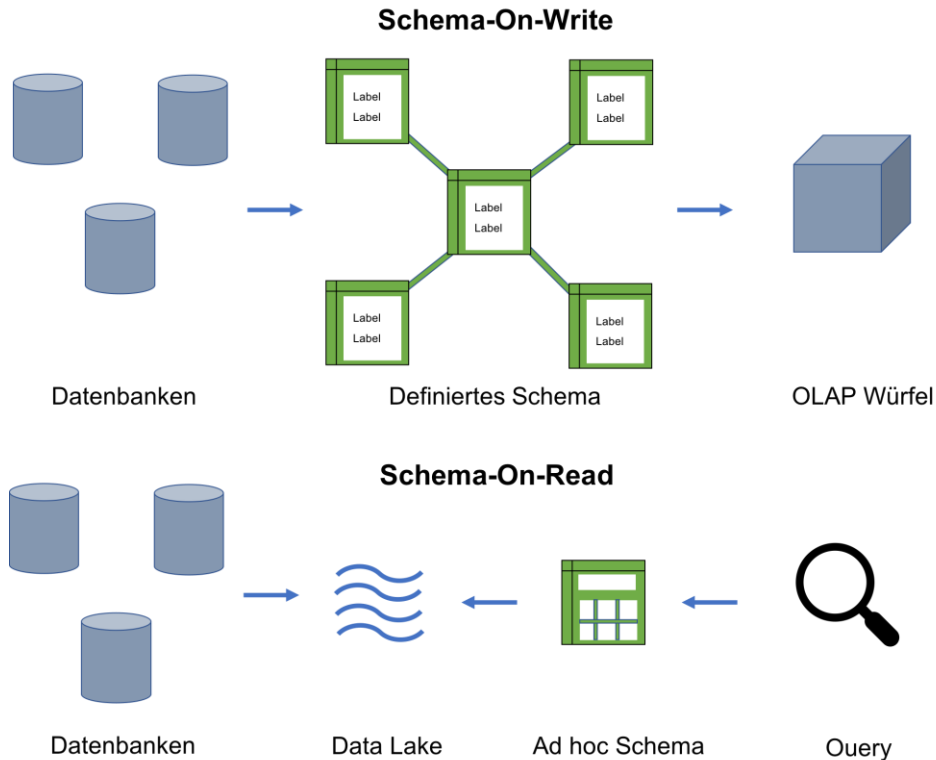 Schema-On-Write
Label
Label
Label
Label
Label
Label
Label
Label
Label
Label
Datenbanken
Definiertes Schema
OLAP Würfel
Schema-On-Read
Datenbanken
Data Lake
Ad hoc Schema
Ouery